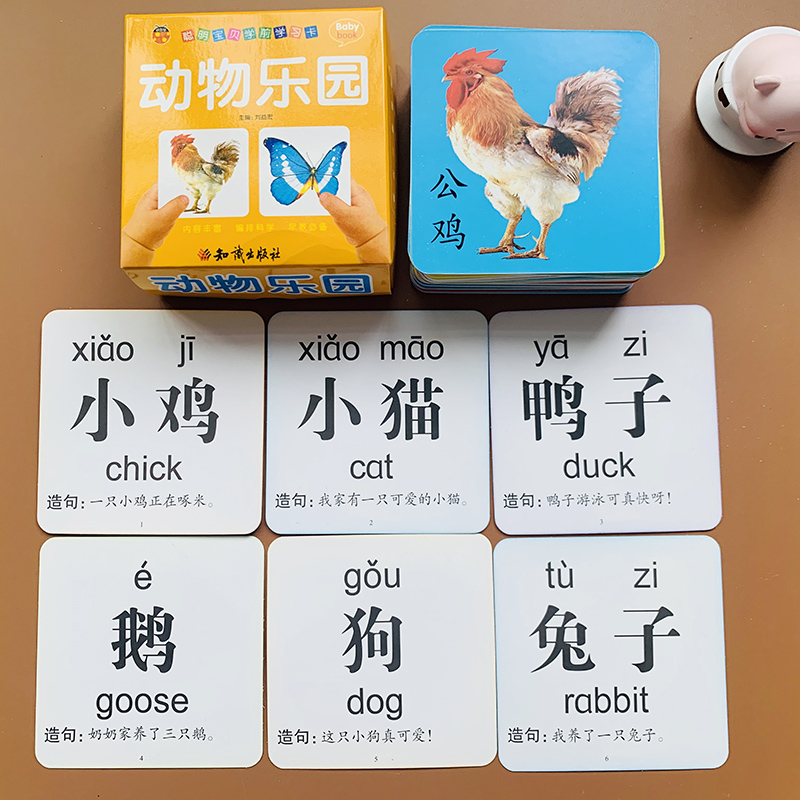 聪明宝贝学前学习卡
Baby book
动物乐园
主编:刘益宏
内容丰富 编排科学 早教必备
知识出版社
动物乐园
公鸡
xiǎo jī
小鸡
chick
造句:一只小鸡正在啄米。
1
xiǎo māo
小猫
cat
造句:我家有一只可爱的小猫。
2
yā zi
鸭子
duck
造句:鸭子游泳可真快呀!
3
é
鹅
goose
造句:奶奶家养了三只鹅。
4
gǒu
狗
dog
造句:这只小狗真可爱!
5
tù zi
兔子
rabbit
造句:我养了一只兔子。
6